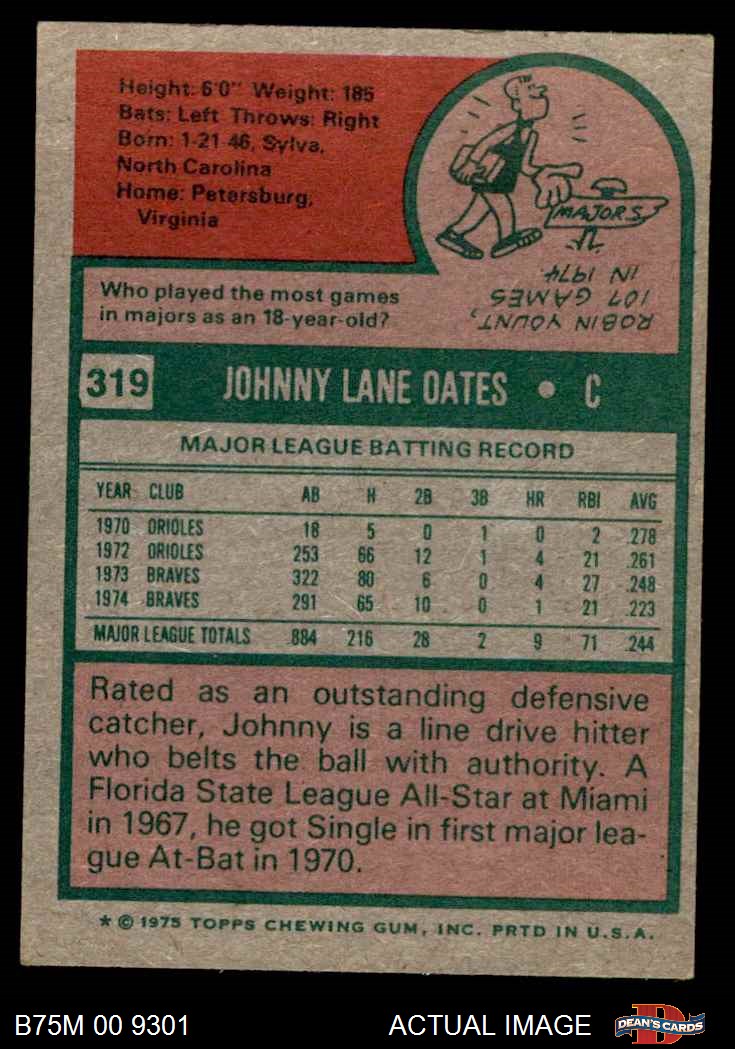 Height: 6'0" Weight: 185
Bats: Left Throws: Right
Born: 1-21-46, Sylva,
North Carolina
Home: Petersburg,
Virginia
MAJORS
Who played the most games
in majors as an 18-year-old?
ROBIN YOUNT,
107 GAMES
IN 1974.
319 JOHNNY LANE OATES • C
MAJOR LEAGUE BATTING RECORD
YEAR CLUB AB H 2B 3B HR RBI AVG
1970 ORIOLES 18 5 0 1 0 2 .278
1972 ORIOLES 253 66 12 1 4 21 .261
1973 BRAVES 322 80 6 0 4 27 .248
1974 BRAVES 291 65 10 0 1 21 .223
MAJOR LEAGUE TOTALS 884 216 28 2 9 71 .244
Rated as an outstanding defensive
catcher, Johnny is a line drive hitter
who belts the ball with authority. A
Florida State League All-Star at Miami
in 1967, he got Single in first major lea-
gue At-Bat in 1970.
* © 1975 TOPPS CHEWING GUM, INC. PRTD IN U.S.A.
B75M 00 9301 ACTUAL IMAGE DEAN'S CARDS